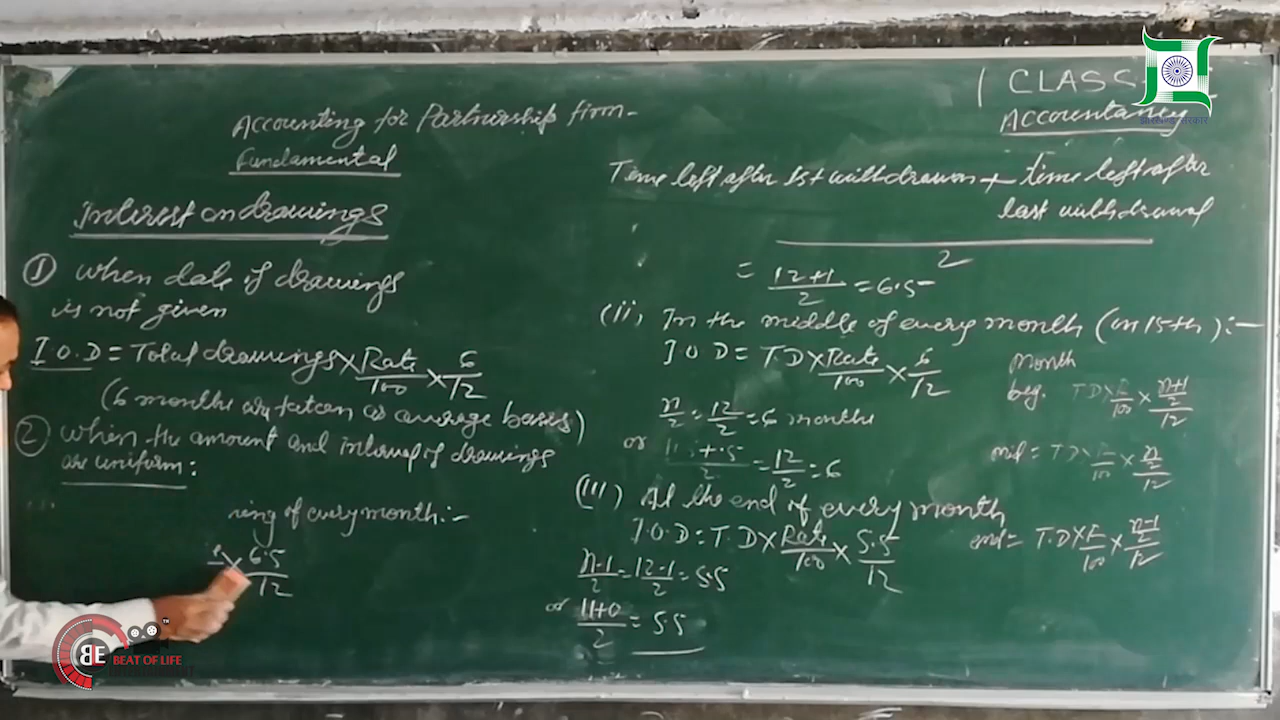 Accounting for Partnership firm-
Fundamental
Interest on drawings
① When date of drawings
is not given
I.O.D = Total drawings × Rate/100 × 6/12
(6 months are taken as average bases)
② When the amount and interval of drawings
are uniform:
ning of every month:-
× 6.5/12
| CLASS
Accountancy
Time left after 1st withdrawn + time left after
last withdrawal
2
= 12+1/2 = 6.5
(ii) In the middle of every month (on 15th):-
I O D = T.D × Rate/100 × 6/12
n/2 = 12/2 = 6 months
or 11.5+.5/2 = 12/2 = 6
(iii) At the end of every month
I.O.D = T.D × Rate/100 × 5.5/12
n-1/2 = 12-1/2 = 5.5
or 11+0/2 = 5.5
Month
beg. T D × R/100 × n+1/2/12
mid = T D × R/100 × n/2/12
end = T.D × R/100 × n-1/2/12
झारखण्ड सरकार
BE
BEAT OF LIFE
TM